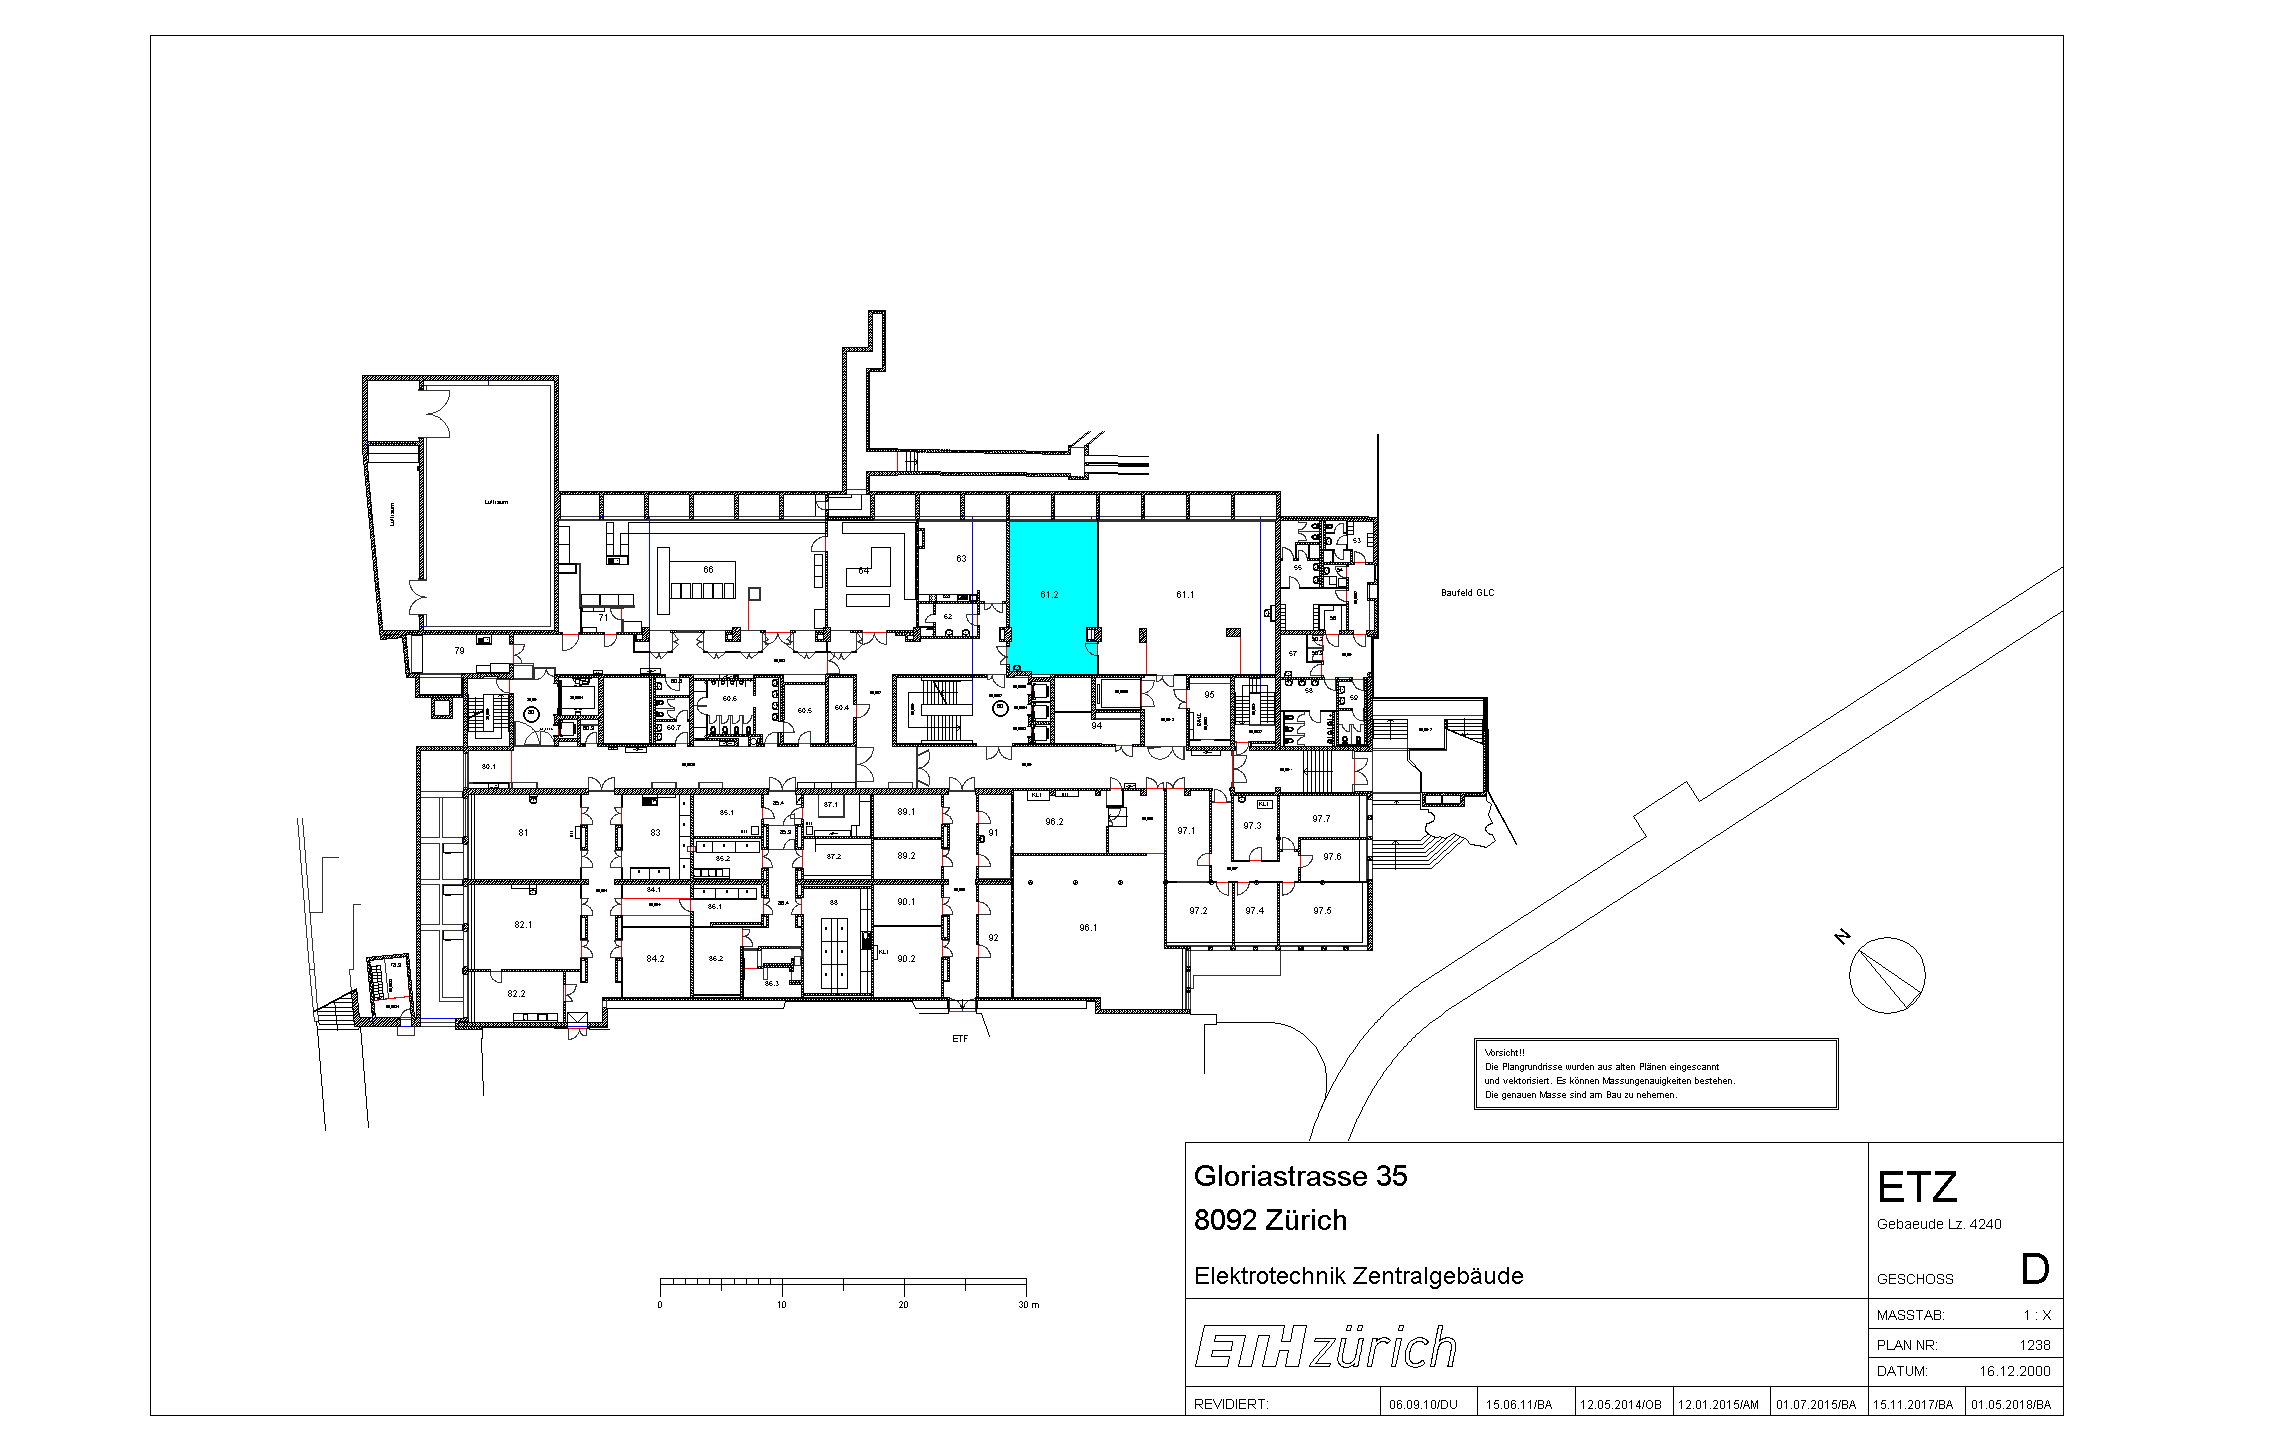 Luftraum
Luftraum
66
64
63
61.2
61.1
53
55
Baufeld GLC
71
62
79
57
58
59
60.6
60.5
60.4
60.7
95
94
80.1
81
83
85.1
85.2
87.1
87.2
89.1
89.2
91
KL1
96.2
97.1
97.3
KL1
97.7
97.6
82.1
84.1
84.2
86.1
86.2
86.3
88
KL1
90.1
90.2
92
96.1
97.2
97.4
97.5
82.2
ETF
N
Vorsicht!!
Die Plangrundrisse wurden aus alten Plänen eingescannt
und vektorisiert. Es können Massungenauigkeiten bestehen.
Die genauen Masse sind am Bau zu nehemen.
Gloriastrasse 35
8092 Zürich
Elektrotechnik Zentralgebäude
ETZ
Gebaeude Lz. 4240
GESCHOSS D
0 10 20 30 m
ETH zürich
MASSTAB: 1 : X
PLAN NR: 1238
DATUM: 16.12.2000
REVIDIERT: 06.09.10/DU 15.06.11/BA 12.05.2014/OB 12.01.2015/AM 01.07.2015/BA 15.11.2017/BA 01.05.2018/BA